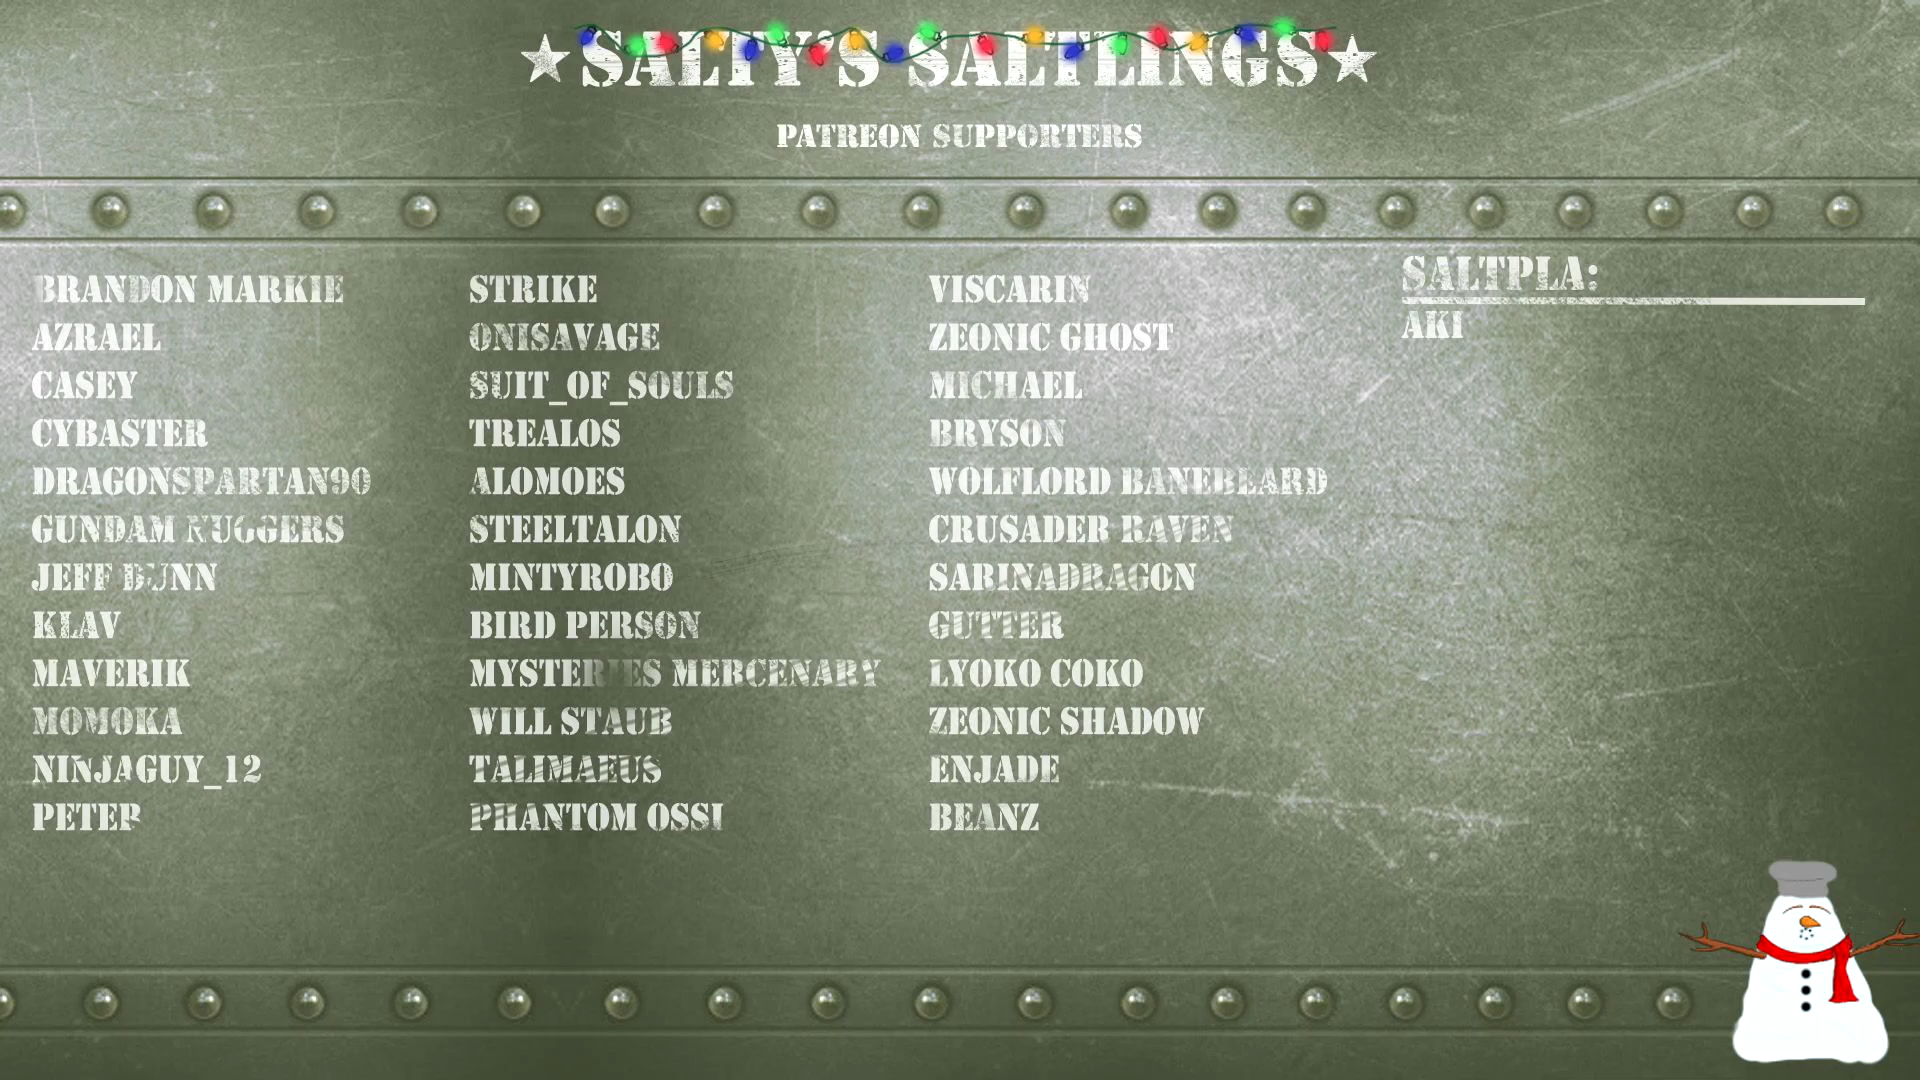 ★SALTY'S SALTLINGS★
PATREON SUPPORTERS
BRANDON MARKIE
AZRAEL
CASEY
CYBASTER
DRAGONSPARTAN90
GUNDAM NUGGERS
JEFF DUNN
KLAV
MAVERIK
MOMOKA
NINJAGUY_12
PETER
STRIKE
ONISAVAGE
SUIT_OF_SOULS
TREALOS
ALOMOES
STEELTALON
MINTYROBO
BIRD PERSON
MYSTERIES MERCENARY
WILL STAUB
TALIMAEUS
PHANTOM OSSI
VISCARIN
ZEONIC GHOST
MICHAEL
BRYSON
WOLFLORD BANEBEARD
CRUSADER RAVEN
SARINADRAGON
GUTTER
LYOKO COKO
ZEONIC SHADOW
ENJADE
BEANZ
SALTPLA:
AKI